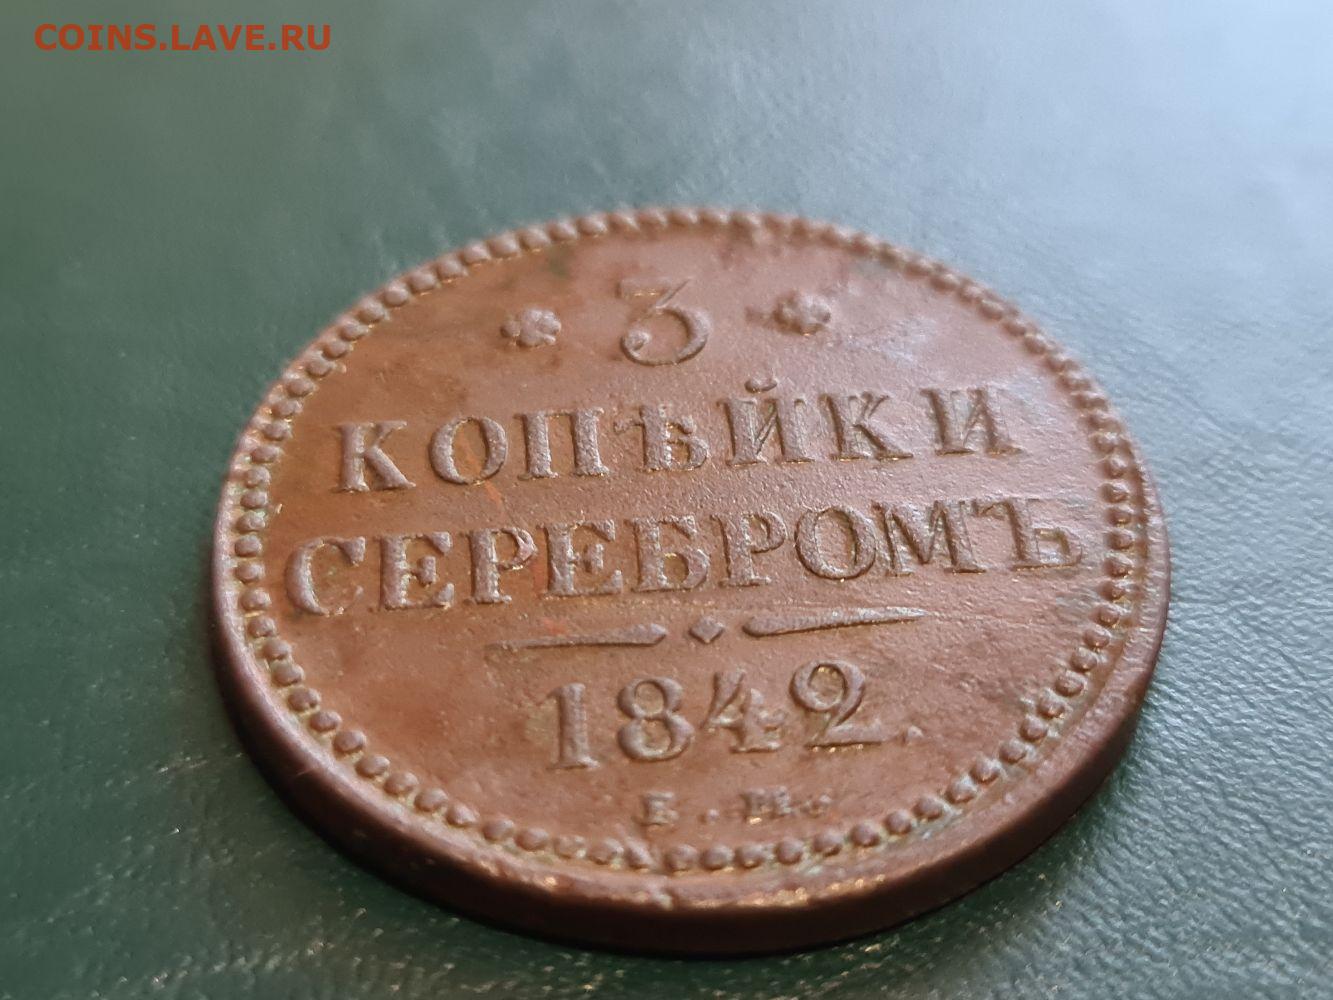 COINS.LAVE.RU
3
КОПѢЙКИ
СЕРЕБРОМЪ
1842.
Е. М.